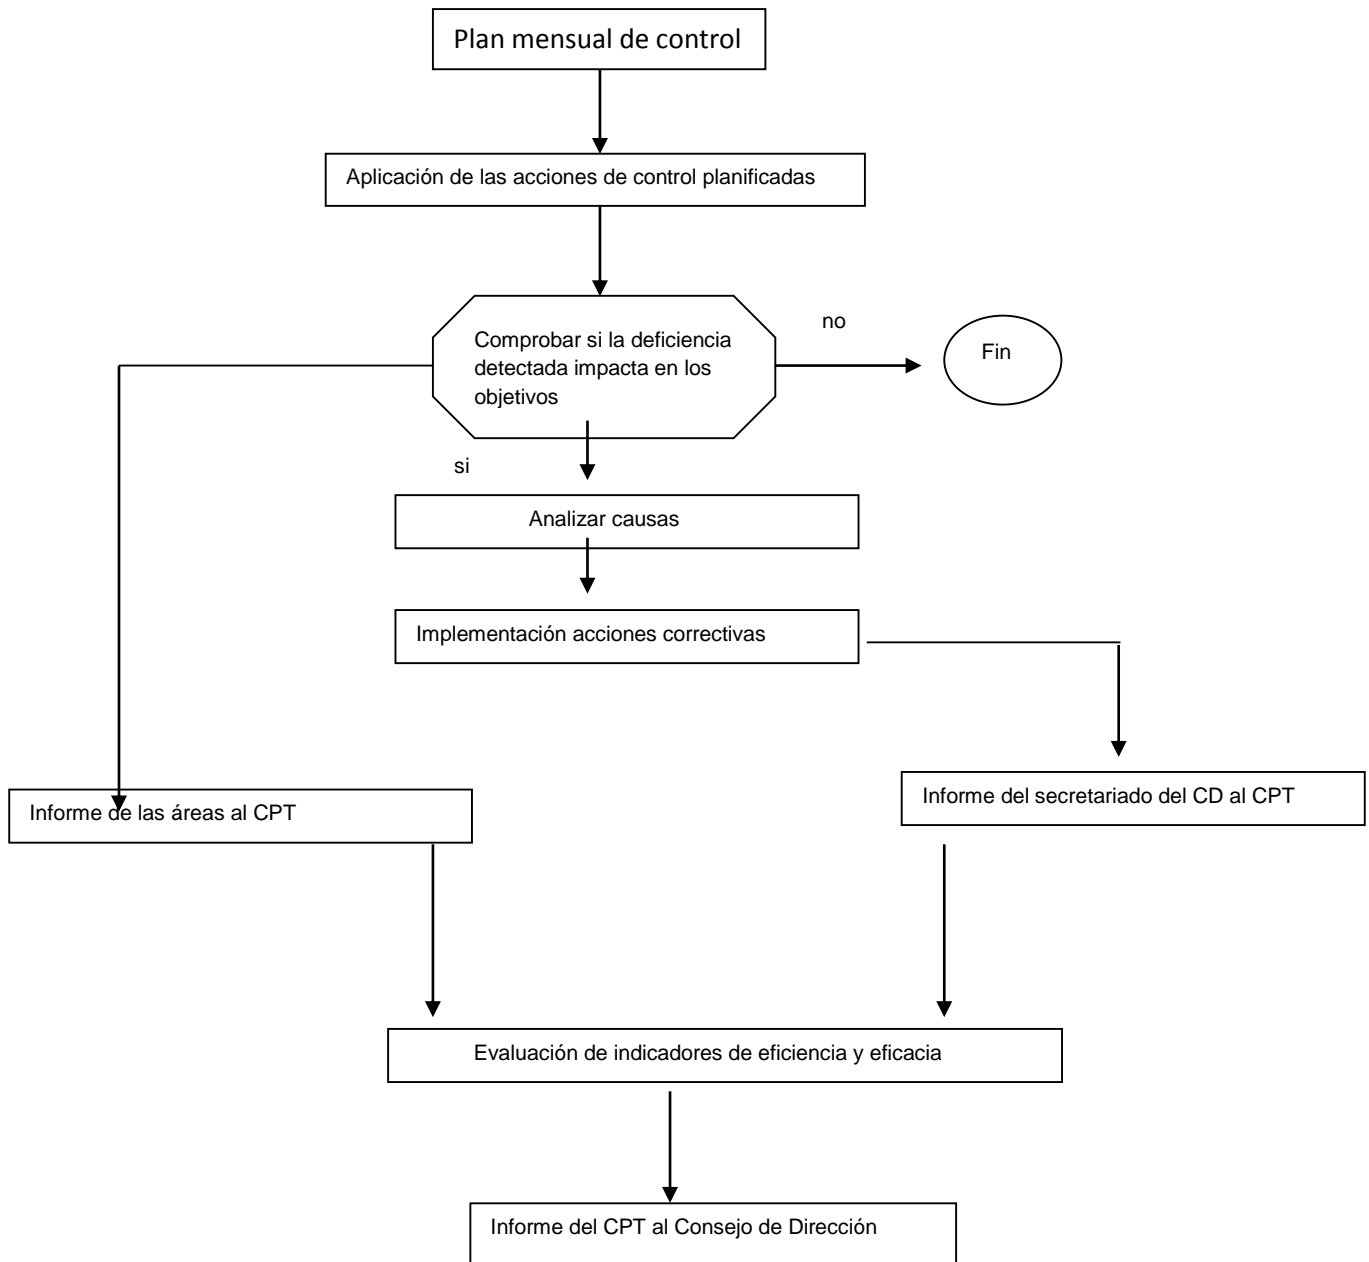 Plan mensual de control
Aplicación de las acciones de control planificadas
Comprobar si la deficiencia
detectada impacta en los
objetivos
no
Fin
si
Analizar causas
Implementación acciones correctivas
Informe de las áreas al CPT
Informe del secretariado del CD al CPT
Evaluación de indicadores de eficiencia y eficacia
Informe del CPT al Consejo de Dirección